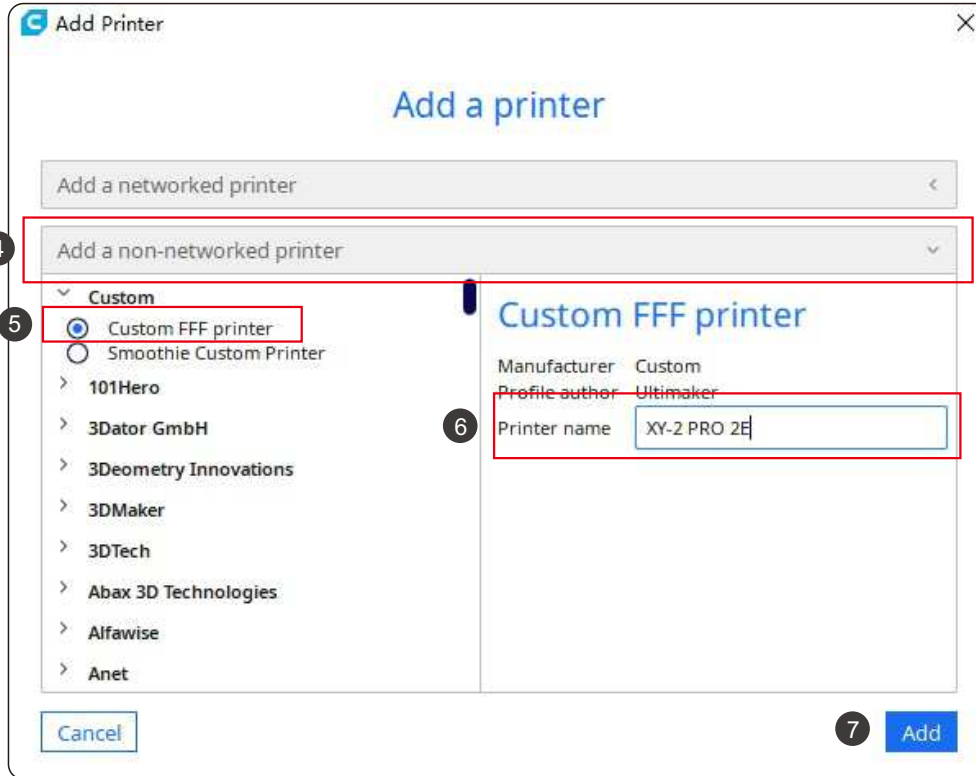 Add Printer
Add a printer
Add a networked printer
4
Add a non-networked printer
Custom
5
Custom FFF printer
Smoothie Custom Printer
101Hero
3Dator GmbH
3Deometry Innovations
3DMaker
3DTech
Abax 3D Technologies
Alfawise
Anet
Custom FFF printer
Manufacturer Custom
Profile author Ultimaker
6 Printer name XY-2 PRO 2E
Cancel
7 Add